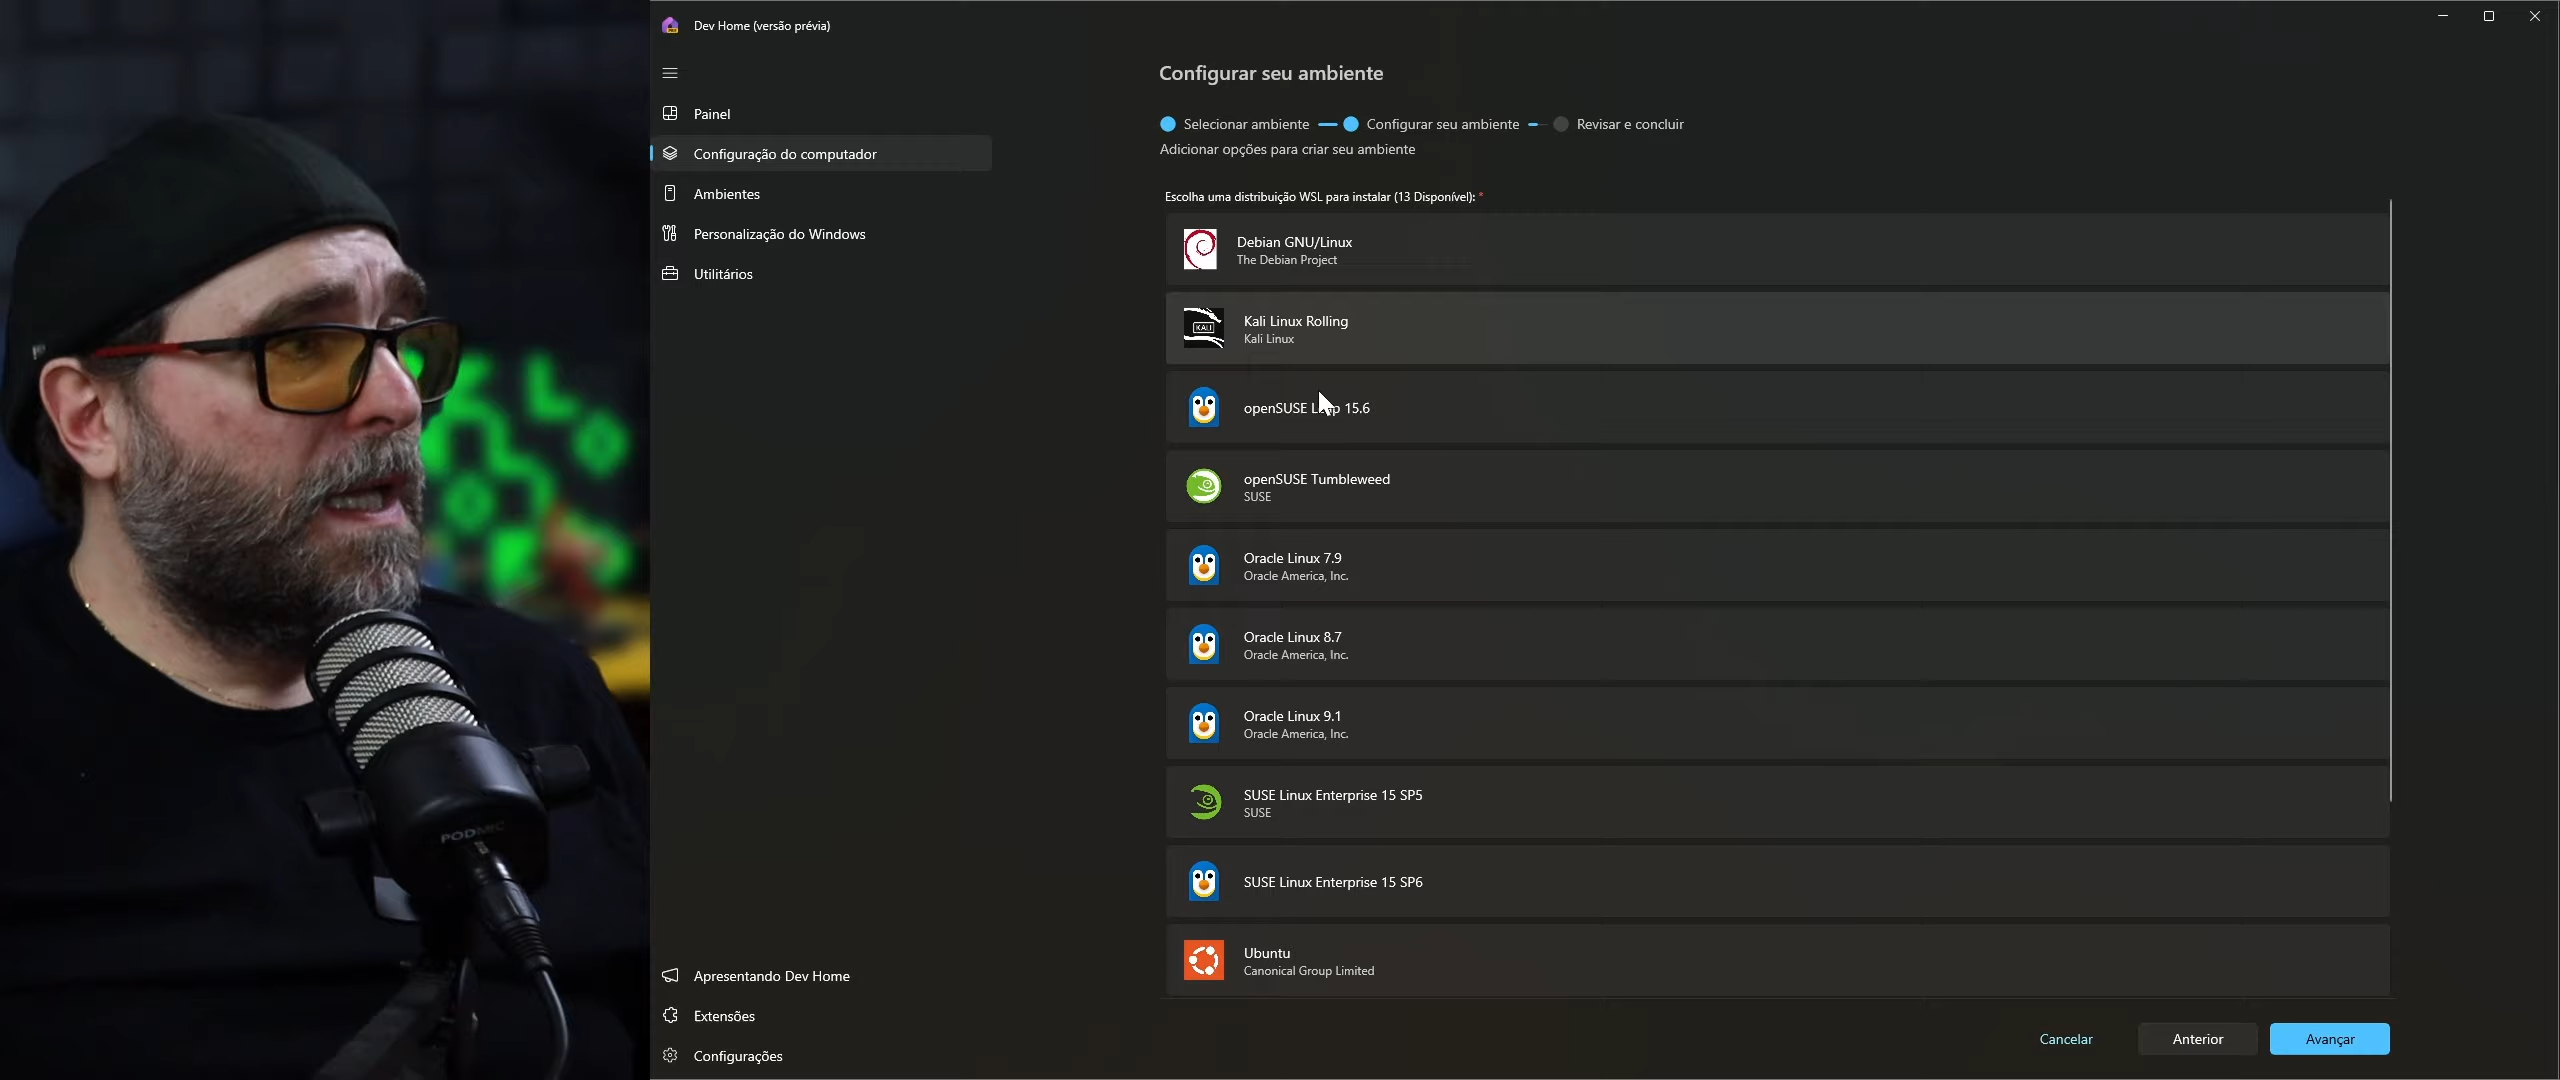 Dev Home (versão prévia)
Painel
Configuração do computador
Ambientes
Personalização do Windows
Utilitários
Apresentando Dev Home
Extensões
Configurações
Configurar seu ambiente
Selecionar ambiente
Configurar seu ambiente
Revisar e concluir
Adicionar opções para criar seu ambiente
Escolha uma distribuição WSL para instalar (13 Disponível): *
Debian GNU/Linux
The Debian Project
KALI
Kali Linux Rolling
Kali Linux
openSUSE 15.6
openSUSE Tumbleweed
SUSE
Oracle Linux 7.9
Oracle America, Inc.
Oracle Linux 8.7
Oracle America, Inc.
Oracle Linux 9.1
Oracle America, Inc.
SUSE Linux Enterprise 15 SP5
SUSE
SUSE Linux Enterprise 15 SP6
Ubuntu
Canonical Group Limited
Cancelar
Anterior
Avançar
PODMIC